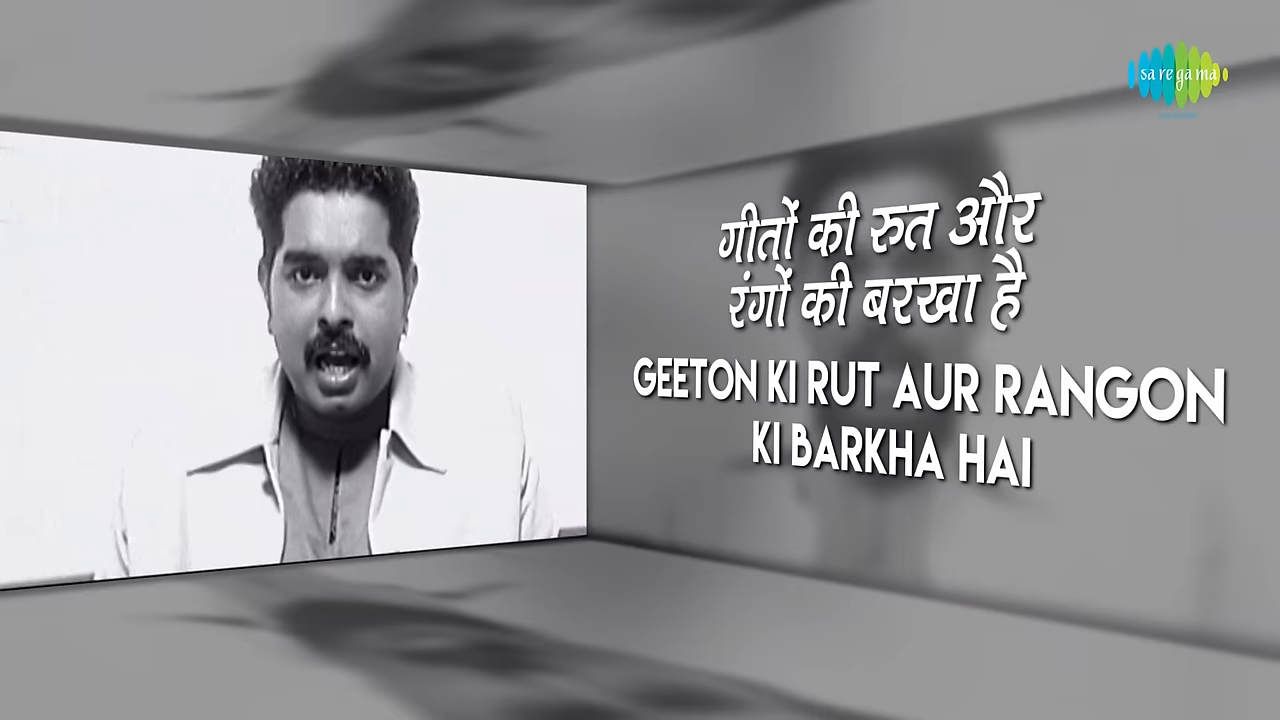 sa re ga ma
गीतों की रुत और
रंगों की बरखा है
GEETON KI RUT AUR RANGON
KI BARKHA HAI